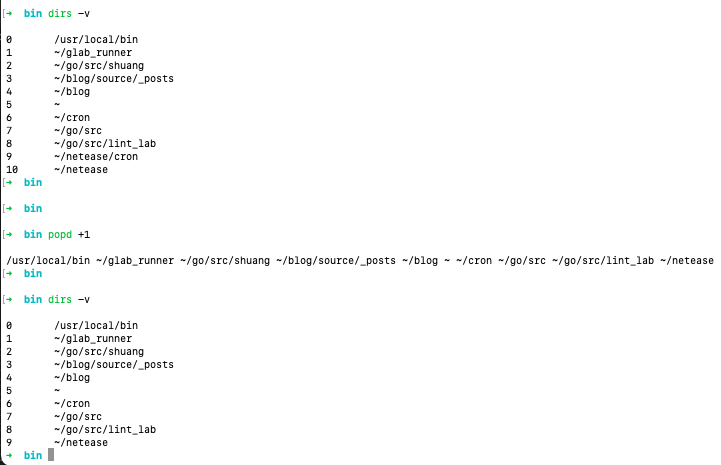 [➜  bin dirs -v
0       /usr/local/bin
1       ~/glab_runner
2       ~/go/src/shuang
3       ~/blog/source/_posts
4       ~/blog
5       ~
6       ~/cron
7       ~/go/src
8       ~/go/src/lint_lab
9       ~/netease/cron
10      ~/netease
[➜  bin
[➜  bin
[➜  bin popd +1
/usr/local/bin ~/glab_runner ~/go/src/shuang ~/blog/source/_posts ~/blog ~ ~/cron ~/go/src ~/go/src/lint_lab ~/netease
[➜  bin
[➜  bin dirs -v
0       /usr/local/bin
1       ~/glab_runner
2       ~/go/src/shuang
3       ~/blog/source/_posts
4       ~/blog
5       ~
6       ~/cron
7       ~/go/src
8       ~/go/src/lint_lab
9       ~/netease
➜  bin